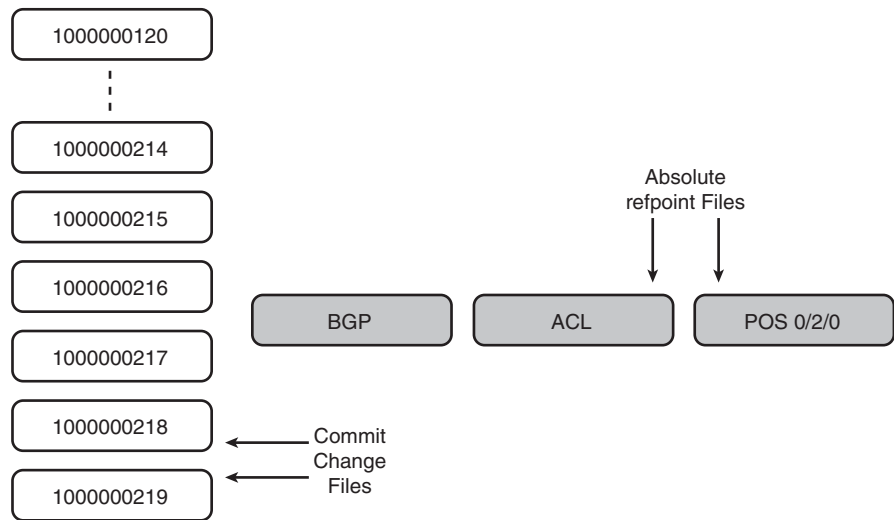 1000000120
1000000214
1000000215
1000000216
1000000217
1000000218
1000000219
Absolute
refpoint Files
BGP
ACL
POS 0/2/0
Commit
Change
Files